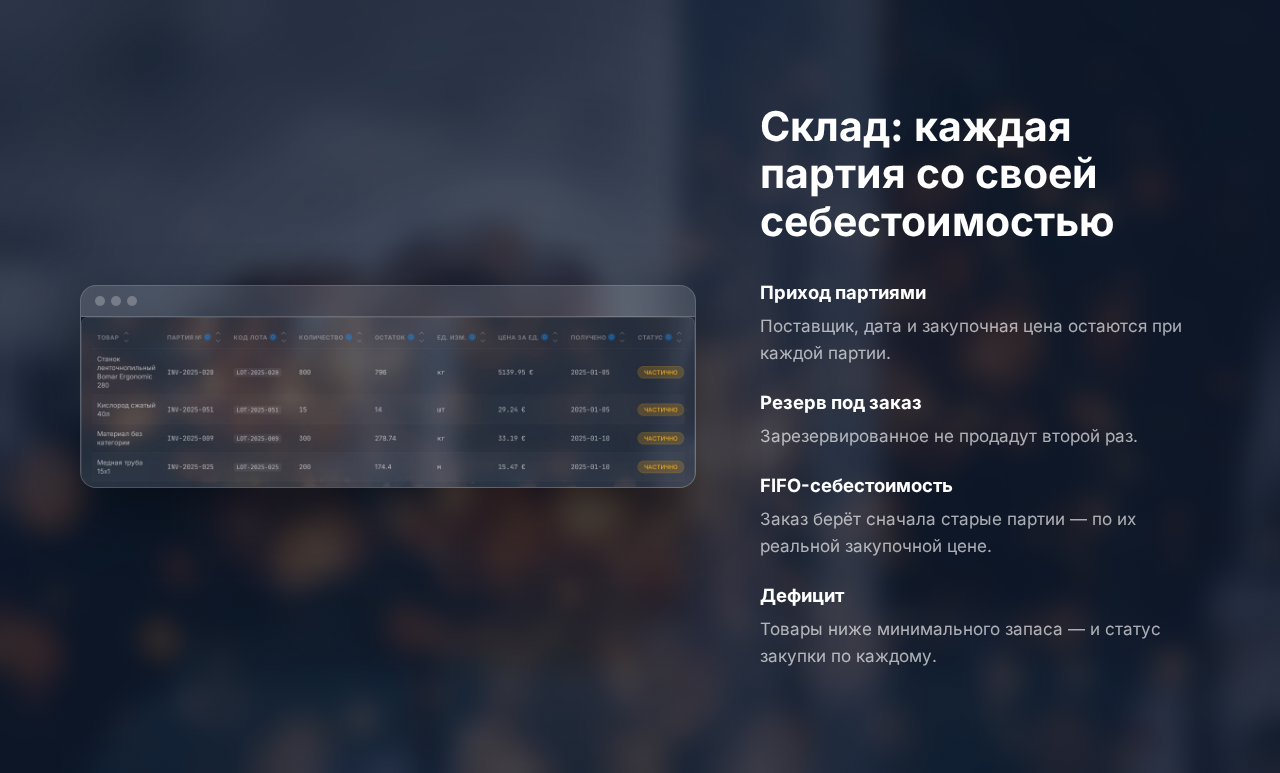 Склад: каждая
партия со своей
себестоимостью
Приход партиями
Поставщик, дата и закупочная цена остаются при
каждой партии.
Резерв под заказ
Зарезервированное не продадут второй раз.
FIFO-себестоимость
Заказ берёт сначала старые партии — по их
реальной закупочной цене.
Дефицит
Товары ниже минимального запаса — и статус
закупки по каждому.
ТОВАР ПАРТИЯ № КОД ЛОТА КОЛИЧЕСТВО ОСТАТОК ЕД. ИЗМ. ЦЕНА ЗА ЕД. ПОЛУЧЕНО СТАТУС
Станок
ленточнопильный
Bomar Ergonomic
280
INV-2025-020 LOT-2025-020 800 798 кг 5139.95 € 2025-01-05 ЧАСТИЧНО
Кислород сжатый
40л
INV-2025-051 LOT-2025-051 15 14 шт 29.24 € 2025-01-05 ЧАСТИЧНО
Материал без
категории
INV-2025-009 LOT-2025-009 300 278.74 кг 33.19 € 2025-01-10 ЧАСТИЧНО
Медная труба
15x1
INV-2025-025 LOT-2025-025 200 174.4 м 15.47 € 2025-01-10 ЧАСТИЧНО